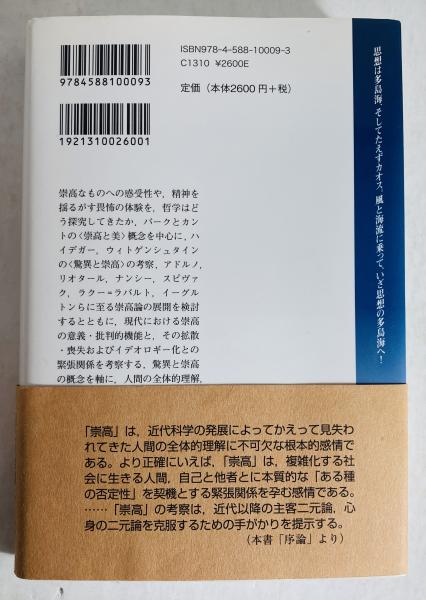 ISBN978-4-588-10009-3
C1310 ¥2600E
定価（本体2600円＋税）
9784588100093
1921310026001
思想は多島海、そしてたえずカオス、風と海流に乗って、いざ思想の多島海へ！
崇高なものへの感受性や，精神を
揺るがす畏怖の体験を，哲学はど
う探究してきたか，バークとカン
トの〈崇高と美〉概念を中心に，ハ
イデガー，ウィトゲンシュタイン
の〈驚異と崇高〉の考察，アドルノ，
リオタール，ナンシー，スピヴァ
ク，ラクー＝ラバルト，イーグル
トンらに至る崇高論の展開を検討
するとともに，現代における崇高
の意義・批判的機能と，その拡散
・喪失およびイデオロギー化との
緊張関係を考察する，驚異と崇高
の概念を軸に，人間の全体的理解，
「崇高」は，近代科学の発展によってかえって見失わ
れてきた人間の全体的理解に不可欠な根本的感情で
ある。より正確にいえば，「崇高」は，複雑化する社会
に生きる人間，自己と他者とに本質的な「ある
種の否定性」を契機とする緊張関係を孕む感情である。
……「崇高」の考察は，近代以降の主客二元論，心
身の二元論を克服するための手がかりを提示する。
（本書「序論」より）